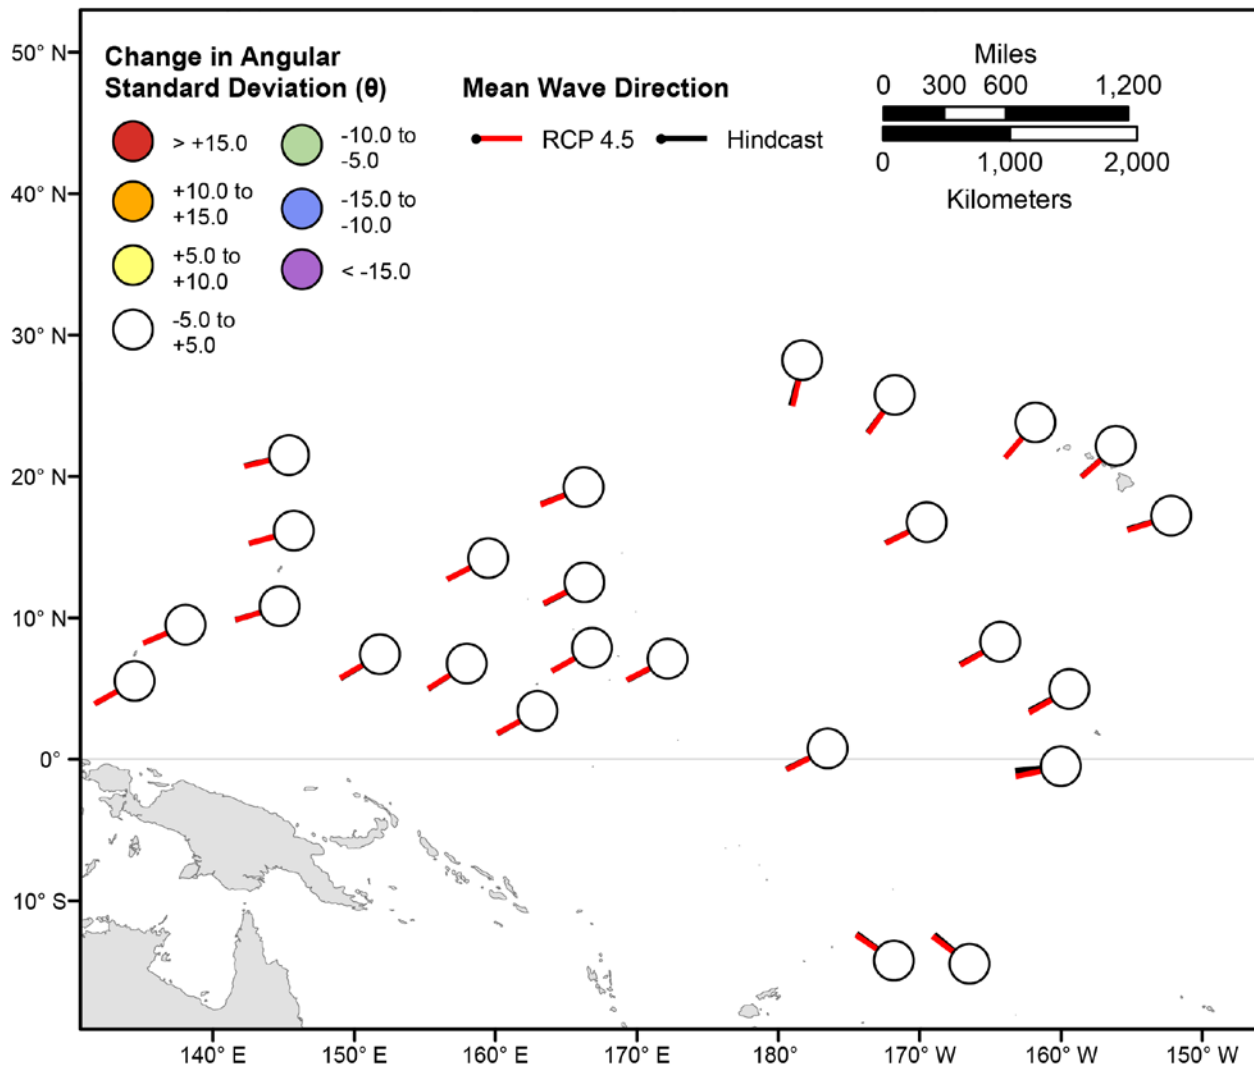 50° N
40° N
30° N
20° N
10° N
0°
10° S
Change in Angular
Standard Deviation (θ)
> +15.0
+10.0 to
+15.0
+5.0 to
+10.0
-5.0 to
+5.0
-10.0 to
-5.0
-15.0 to
-10.0
< -15.0
Mean Wave Direction
RCP 4.5
Hindcast
Miles
0 300 600 1,200
0 1,000 2,000
Kilometers
140° E 150° E 160° E 170° E 180° 170° W 160° W 150° W